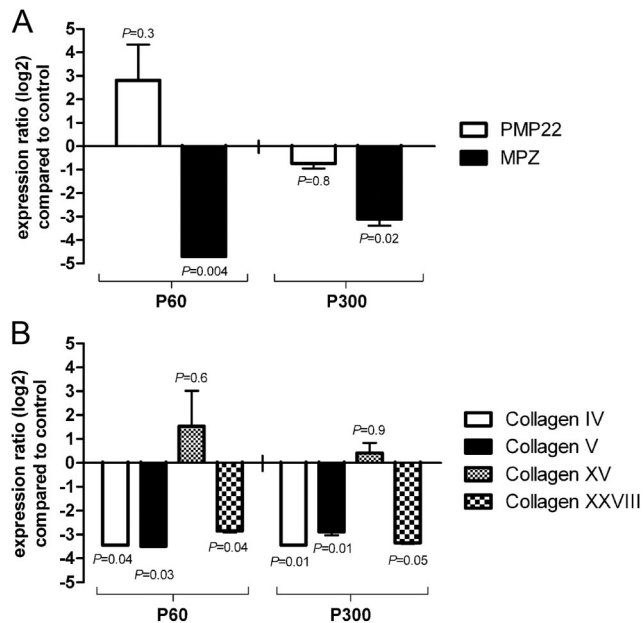 A
expression ratio (log2)
compared to control
5
4
3
2
1
0
-1
-2
-3
-4
-5
P=0.3
P=0.004
P=0.8
P=0.02
P60
P300
PMP22
MPZ
B
expression ratio (log2)
compared to control
5
4
3
2
1
0
-1
-2
-3
-4
-5
P=0.04
P=0.03
P=0.6
P=0.04
P=0.01
P=0.01
P=0.9
P=0.05
P60
P300
Collagen IV
Collagen V
Collagen XV
Collagen XXVIII